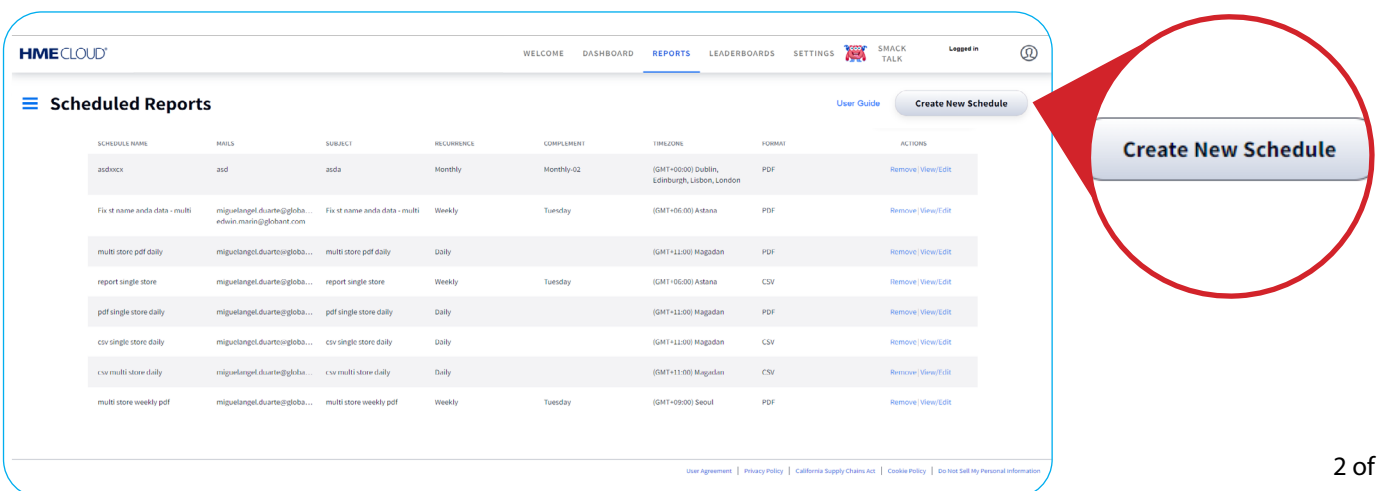 HME CLOUD®
WELCOME DASHBOARD REPORTS LEADERBOARDS SETTINGS SMACK TALK Logged in
Scheduled Reports
User Guide Create New Schedule
SCHEDULE NAME MAILS SUBJECT RECURRENCE COMPLEMENT TIMEZONE FORMAT ACTIONS
asdxxcx asd asda Monthly Monthly-02 (GMT+00:00) Dublin, PDF Remove | View/Edit
Edinburgh, Lisbon, London
Fix st name anda data - multi miguelangel.duarte@globa... Fix st name anda data - multi Weekly Tuesday (GMT+06:00) Astana PDF Remove | View/Edit
edwin.marin@globant.com
multi store pdf daily miguelangel.duarte@globa... multi store pdf daily Daily (GMT+11:00) Magadan PDF Remove | View/Edit
report single store miguelangel.duarte@globa... report single store Weekly Tuesday (GMT+06:00) Astana CSV Remove | View/Edit
pdf single store daily miguelangel.duarte@globa... pdf single store daily Daily (GMT+11:00) Magadan PDF Remove | View/Edit
csv single store daily miguelangel.duarte@globa... csv single store daily Daily (GMT+11:00) Magadan CSV Remove | View/Edit
csv multi store daily miguelangel.duarte@globa... csv multi store daily Daily (GMT+11:00) Magadan CSV Remove | View/Edit
multi store weekly pdf miguelangel.duarte@globa... multi store weekly pdf Weekly Tuesday (GMT+09:00) Seoul PDF Remove | View/Edit
User Agreement | Privacy Policy | California Supply Chains Act | Cookie Policy | Do Not Sell My Personal Information
Create New Schedule
2 of